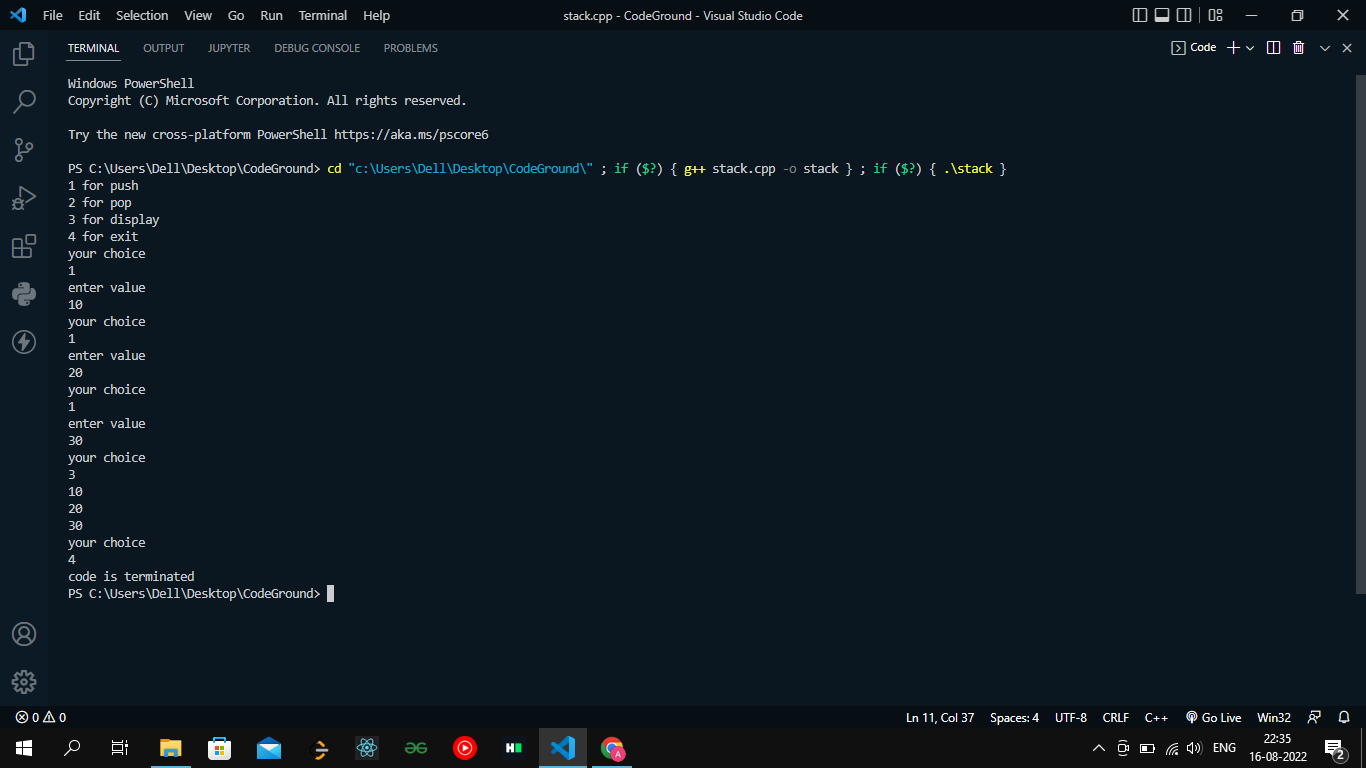 File Edit Selection View Go Run Terminal Help stack.cpp - CodeGround - Visual Studio Code
TERMINAL OUTPUT JUPYTER DEBUG CONSOLE PROBLEMS Code
Windows PowerShell
Copyright (C) Microsoft Corporation. All rights reserved.
Try the new cross-platform PowerShell https://aka.ms/pscore6
PS C:\Users\Dell\Desktop\CodeGround> cd "c:\Users\Dell\Desktop\CodeGround\" ; if ($?) { g++ stack.cpp -o stack } ; if ($?) { .\stack }
1 for push
2 for pop
3 for display
4 for exit
your choice
1
enter value
10
your choice
1
enter value
20
your choice
1
enter value
30
your choice
3
10
20
30
your choice
4
code is terminated
PS C:\Users\Dell\Desktop\CodeGround>
0 0 Ln 11, Col 37 Spaces: 4 UTF-8 CRLF C++ Go Live Win32
H A ENG 22:35
16-08-2022 2